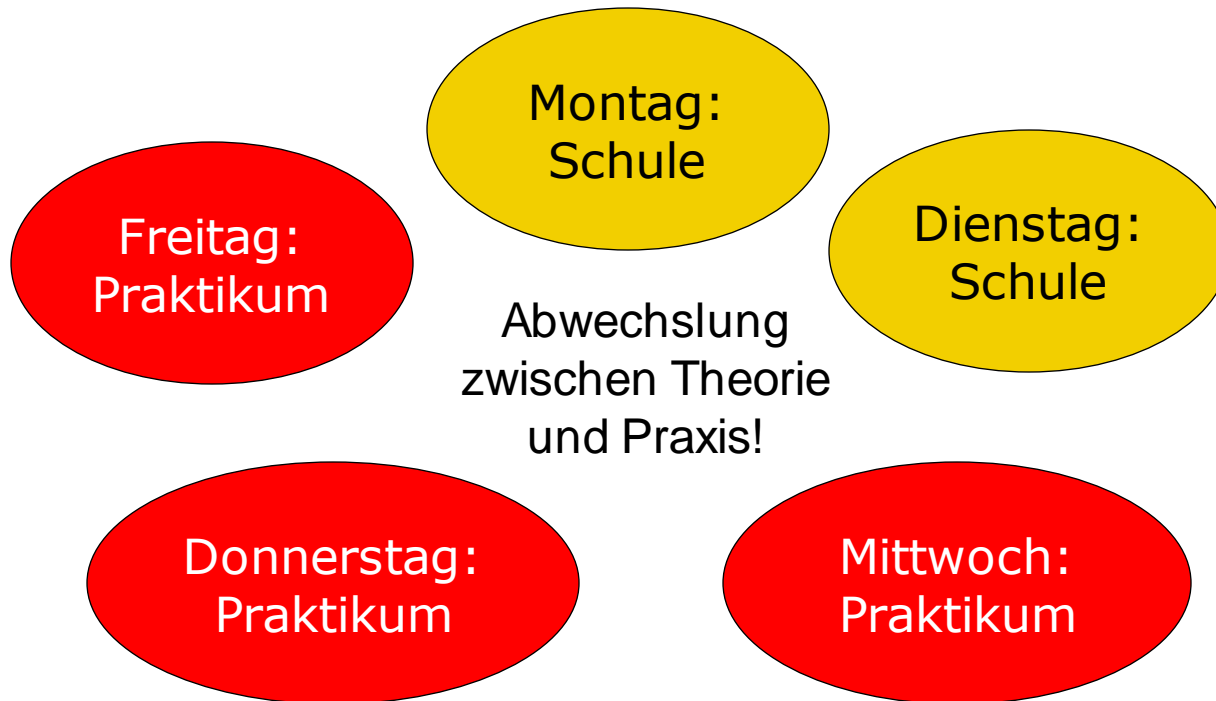 Montag:
Schule
Dienstag:
Schule
Mittwoch:
Praktikum
Donnerstag:
Praktikum
Freitag:
Praktikum
Abwechslung
zwischen Theorie
und Praxis!